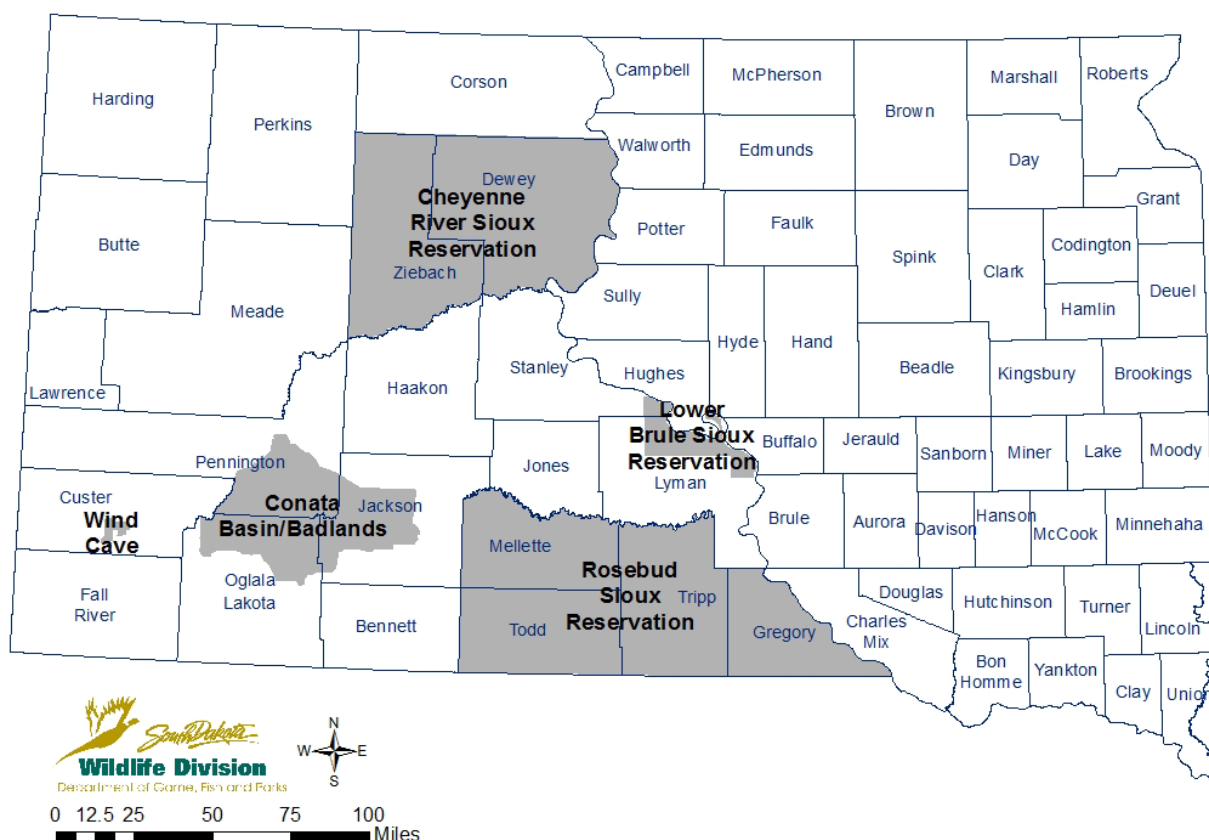 Harding
Perkins
Corson
Campbell
McPherson
Brown
Marshall
Roberts
Walworth
Edmunds
Day
Grant
Butte
Dewey
Cheyenne
River Sioux
Reservation
Ziebach
Potter
Faulk
Spink
Clark
Codington
Deuel
Hamlin
Meade
Sully
Hyde
Hand
Beadle
Kingsbury
Brookings
Lawrence
Haakon
Stanley
Hughes
Lower
Brule Sioux
Reservation
Lyman
Buffalo
Jerauld
Sanborn
Miner
Lake
Moody
Pennington
Jones
Custer
Wind
Cave
Conata
Basin/Badlands
Jackson
Brule
Aurora
Davison
Hanson
McCook
Minnehaha
Mellette
Rosebud
Sioux
Reservation
Tripp
Fall
River
Oglala
Lakota
Bennett
Todd
Gregory
Charles
Mix
Douglas
Hutchinson
Turner
Lincoln
Bon
Homme
Yankton
Clay
Union
South Dakota
Wildlife Division
Department of Game, Fish and Parks
N
W E
S
0 12.5 25 50 75 100
Miles